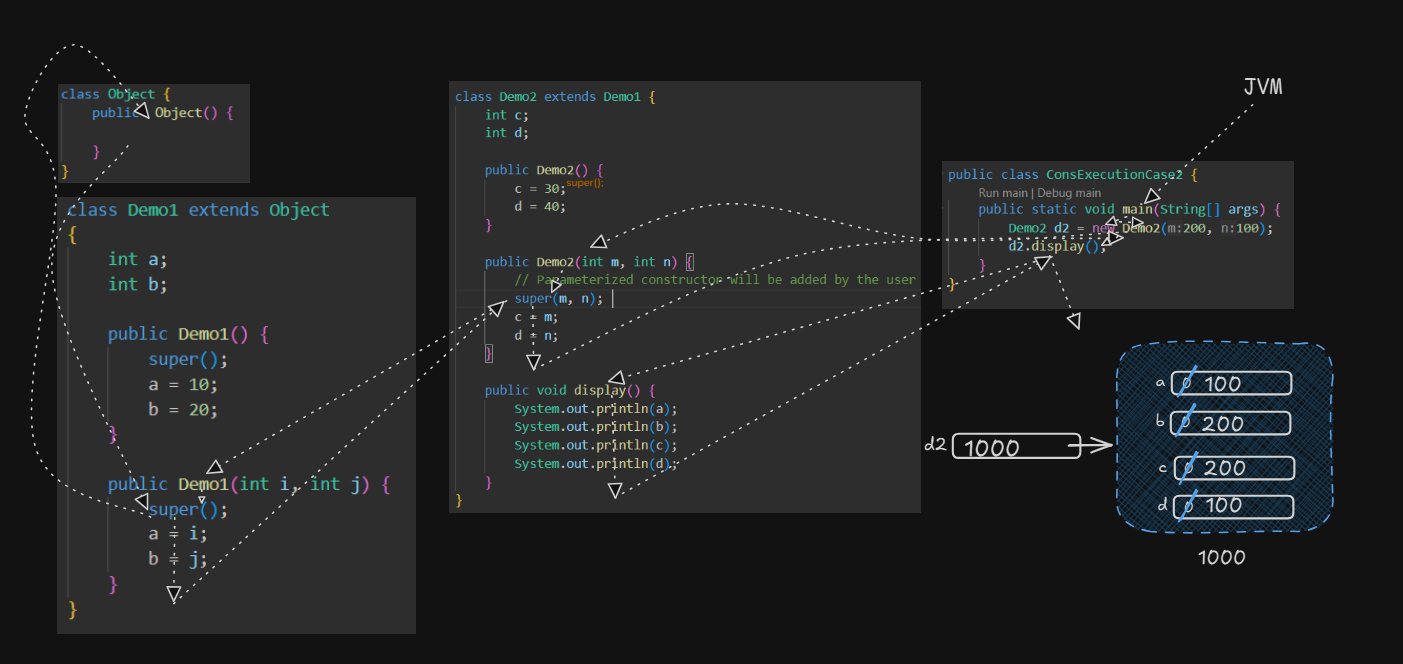 class Object {
public Object() {
}
}
class Demo1 extends Object
{
int a;
int b;
public Demo1() {
super();
a = 10;
b = 20;
}
public Demo1(int i, int j) {
super();
a = i;
b = j;
}
}
class Demo2 extends Demo1 {
int c;
int d;
public Demo2() {
super();
c = 30;
d = 40;
}
public Demo2(int m, int n) {
// Parameterized constructor will be added by the user
super(m, n);
c = m;
d = n;
}
public void display() {
System.out.println(a);
System.out.println(b);
System.out.println(c);
System.out.println(d);
}
}
JVM
public class ConsExecutionCase2 {
Run main | Debug main
public static void main(String[] args) {
Demo2 d2 = new Demo2(m:200, n:100);
d2.display();
}
}
d2 1000
a 0 100
b 0 200
c 0 200
d 0 100
1000